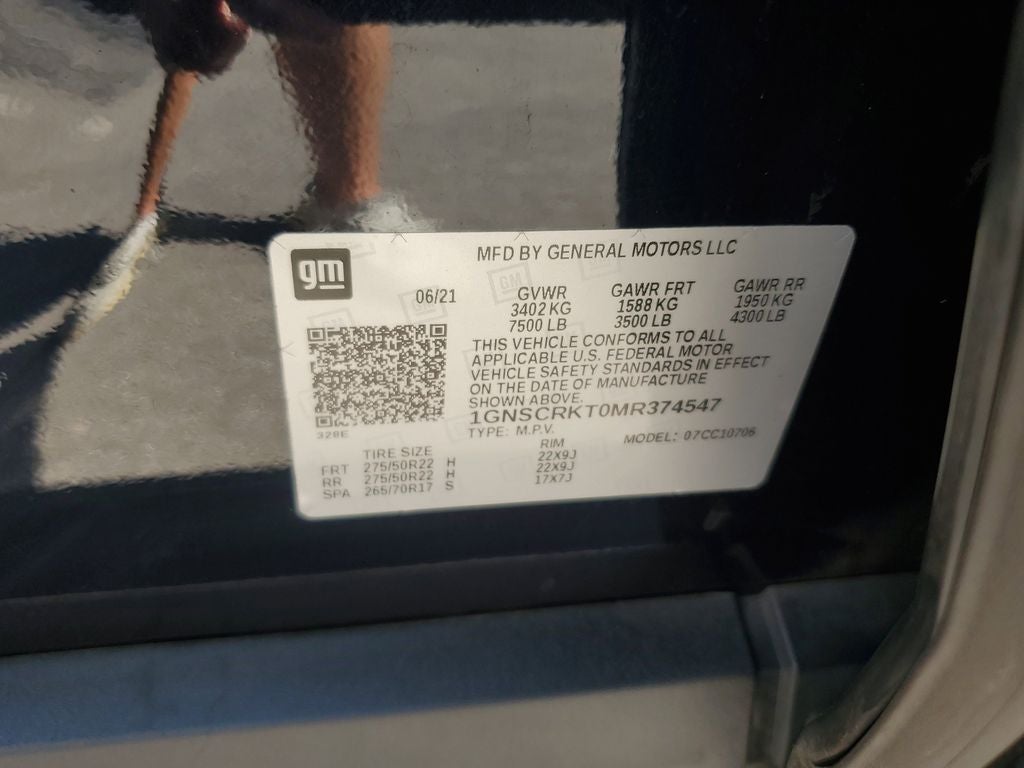 gm
MFD BY GENERAL MOTORS LLC
06/21
GVWR GAWR FRT GAWR RR
3402 KG 1588 KG 1950 KG
7500 LB 3500 LB 4300 LB
THIS VEHICLE CONFORMS TO ALL
APPLICABLE U.S. FEDERAL MOTOR
VEHICLE SAFETY STANDARDS IN EFFECT
ON THE DATE OF MANUFACTURE
SHOWN ABOVE.
1GNSCRKT0MR374547
TYPE: M.P.V. MODEL: 07CC10706
328E
TIRE SIZE RIM
FRT 275/50R22 H 22X9J
RR 275/50R22 H 22X9J
SPA 265/70R17 S 17X7J